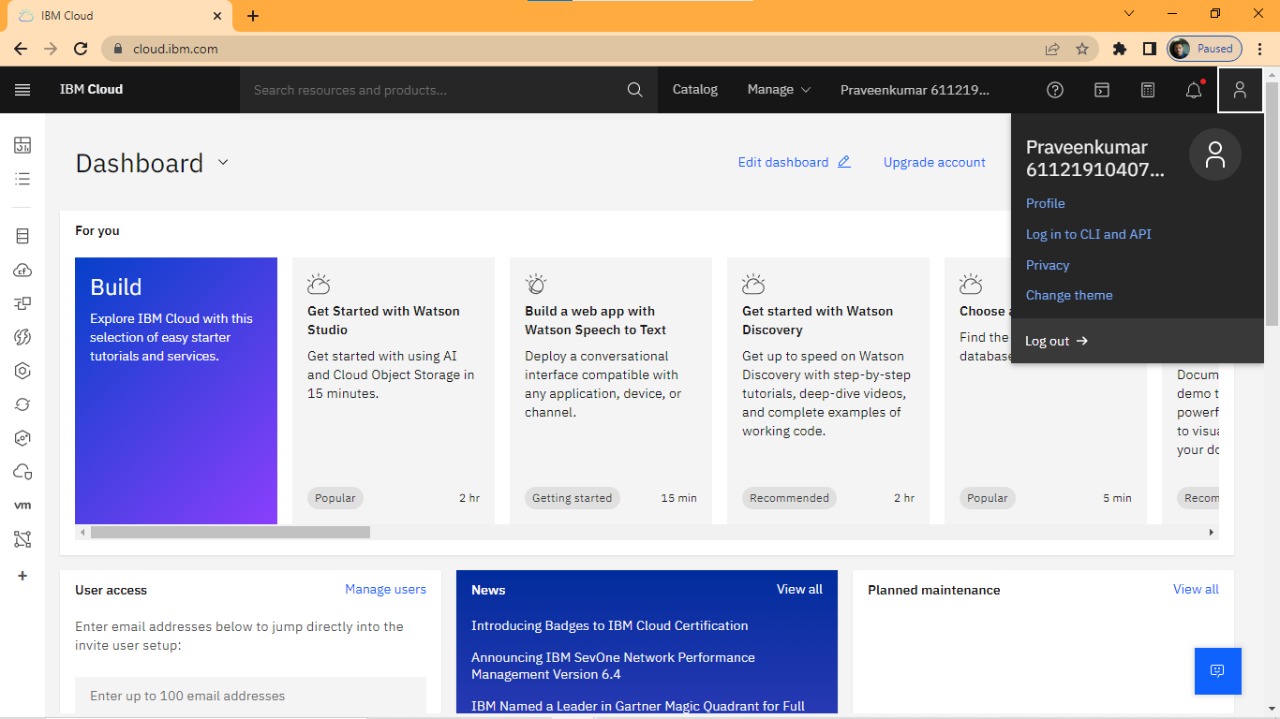 IBM Cloud
cloud.ibm.com
Paused
IBM Cloud
Search resources and products...
Catalog
Manage
Praveenkumar 611219...
Praveenkumar
61121910407...
Profile
Log in to CLI and API
Privacy
Change theme
Log out
Dashboard
Edit dashboard
Upgrade account
For you
Build
Explore IBM Cloud with this
selection of easy starter
tutorials and services.
Get Started with Watson
Studio
Get started with using AI
and Cloud Object Storage in
15 minutes.
Popular
2 hr
Build a web app with
Watson Speech to Text
Deploy a conversational
interface compatible with
any application, device, or
channel.
Getting started
15 min
Get started with Watson
Discovery
Get up to speed on Watson
Discovery with step-by-step
tutorials, deep-dive videos,
and complete examples of
working code.
Recommended
2 hr
Choose
Find the
database
Popular
5 min
Docum
demo t
powerf
to visua
your do
Recom
vm
User access
Manage users
Enter email addresses below to jump directly into the
invite user setup:
Enter up to 100 email addresses
News
View all
Introducing Badges to IBM Cloud Certification
Announcing IBM SevOne Network Performance
Management Version 6.4
IBM Named a Leader in Gartner Magic Quadrant for Full
Planned maintenance
View all